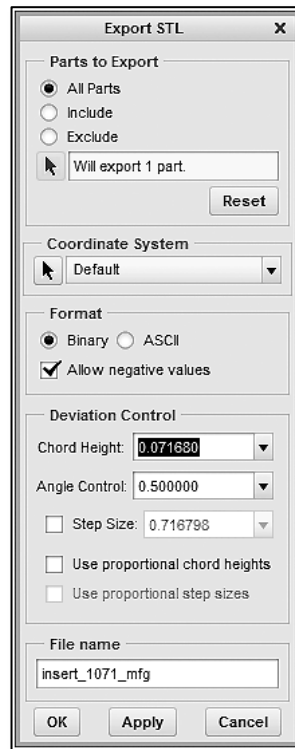 Export STL X
Parts to Export
All Parts
Include
Exclude
Will export 1 part.
Reset
Coordinate System
Default
Format
Binary ASCII
Allow negative values
Deviation Control
Chord Height: 0.071680
Angle Control: 0.500000
Step Size: 0.716798
Use proportional chord heights
Use proportional step sizes
File name
insert_1071_mfg
OK Apply Cancel